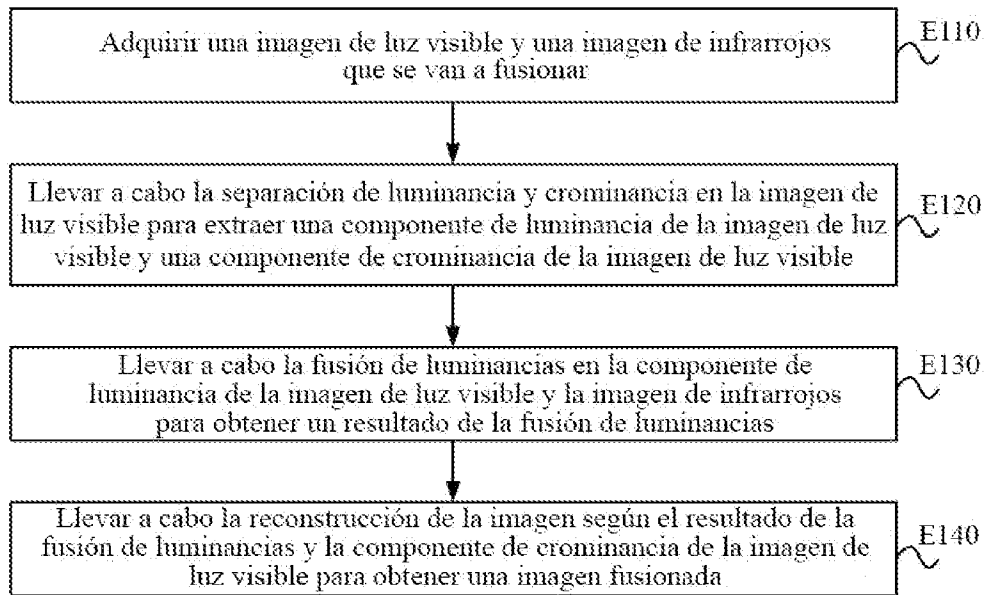 Adquirir una imagen de luz visible y una imagen de infrarrojos
que se van a fusionar
E110
Llevar a cabo la separación de luminancia y crominancia en la imagen de
luz visible para extraer una componente de luminancia de la imagen de luz
visible y una componente de crominancia de la imagen de luz visible
E120
Llevar a cabo la fusión de luminancias en la componente de
luminancia de la imagen de luz visible y la imagen de infrarrojos
para obtener un resultado de la fusión de luminancias
E130
Llevar a cabo la reconstrucción de la imagen según el resultado de la
fusión de luminancias y la componente de crominancia de la imagen de
luz visible para obtener una imagen fusionada
E140